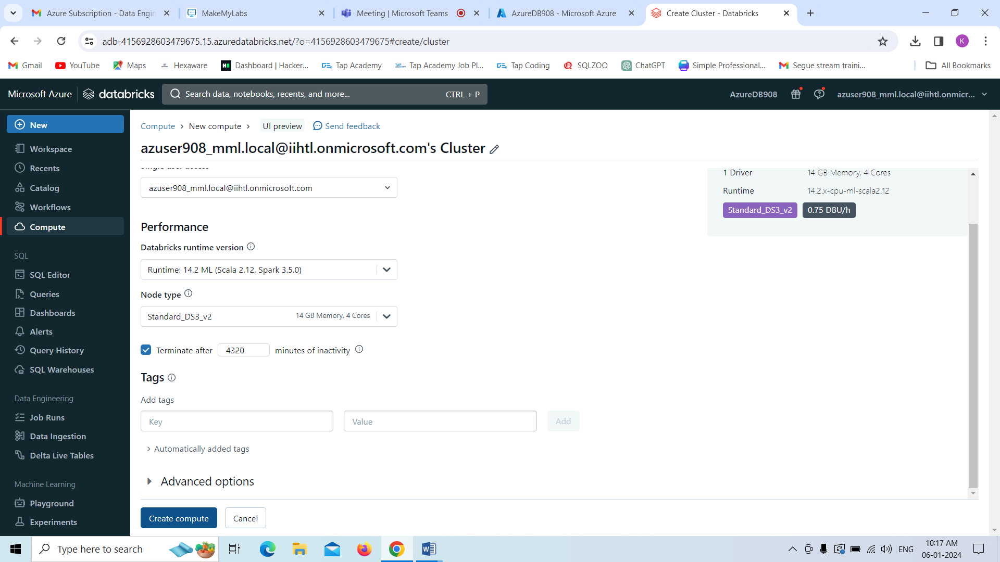 Azure Subscription - Data Engin
MakeMyLabs
Meeting | Microsoft Teams
AzureDB908 - Microsoft Azure
Create Cluster - Databricks
adb-4156928603479675.15.azuredatabricks.net/?o=4156928603479675#create/cluster
K
Gmail
YouTube
Maps
Hexaware
Dashboard | Hacker...
Tap Academy
Tap Academy Job Pl...
Tap Coding
SQLZOO
ChatGPT
Simple Professional...
Segue stream traini...
All Bookmarks
Microsoft Azure
databricks
Search data, notebooks, recents, and more...
CTRL + P
AzureDB908
azuser908_mml.local@iihtl.onmicr...
New
Workspace
Recents
Catalog
Workflows
Compute
SQL
SQL Editor
Queries
Dashboards
Alerts
Query History
SQL Warehouses
Data Engineering
Job Runs
Data Ingestion
Delta Live Tables
Machine Learning
Playground
Experiments
Compute > New compute >
UI preview
Send feedback
azuser908_mml.local@iihtl.onmicrosoft.com's Cluster
Single user access
azuser908_mml.local@iihtl.onmicrosoft.com
Performance
Databricks runtime version
Runtime: 14.2 ML (Scala 2.12, Spark 3.5.0)
Node type
Standard_DS3_v2
14 GB Memory, 4 Cores
Terminate after 4320 minutes of inactivity
Tags
Add tags
Key
Value
Add
Automatically added tags
Advanced options
Create compute
Cancel
1 Driver
14 GB Memory, 4 Cores
Runtime
14.2.x-cpu-ml-scala2.12
Standard_DS3_v2
0.75 DBU/h
Type here to search
ENG
10:17 AM
06-01-2024